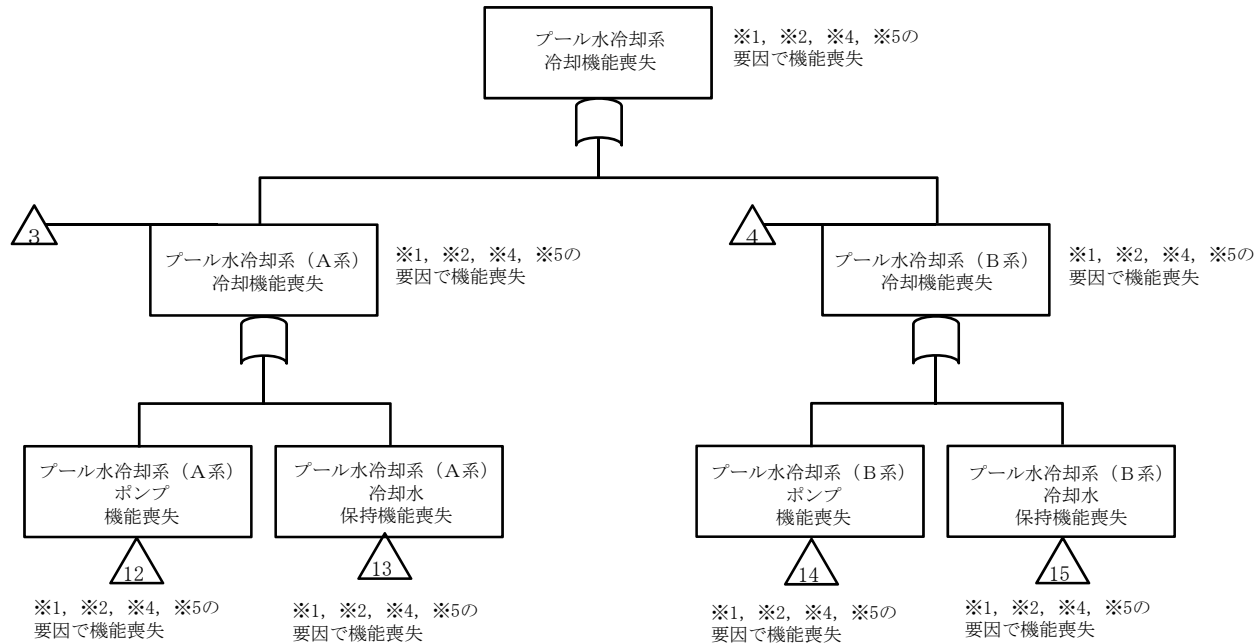 プール水冷却系
冷却機能喪失
※1, ※2, ※4, ※5の
要因で機能喪失
3
プール水冷却系（A系）
冷却機能喪失
※1, ※2, ※4, ※5の
要因で機能喪失
4
プール水冷却系（B系）
冷却機能喪失
※1, ※2, ※4, ※5の
要因で機能喪失
プール水冷却系（A系）
ポンプ
機能喪失
12
※1, ※2, ※4, ※5の
要因で機能喪失
プール水冷却系（A系）
冷却水
保持機能喪失
13
※1, ※2, ※4, ※5の
要因で機能喪失
プール水冷却系（B系）
ポンプ
機能喪失
14
※1, ※2, ※4, ※5の
要因で機能喪失
プール水冷却系（B系）
冷却水
保持機能喪失
15
※1, ※2, ※4, ※5の
要因で機能喪失